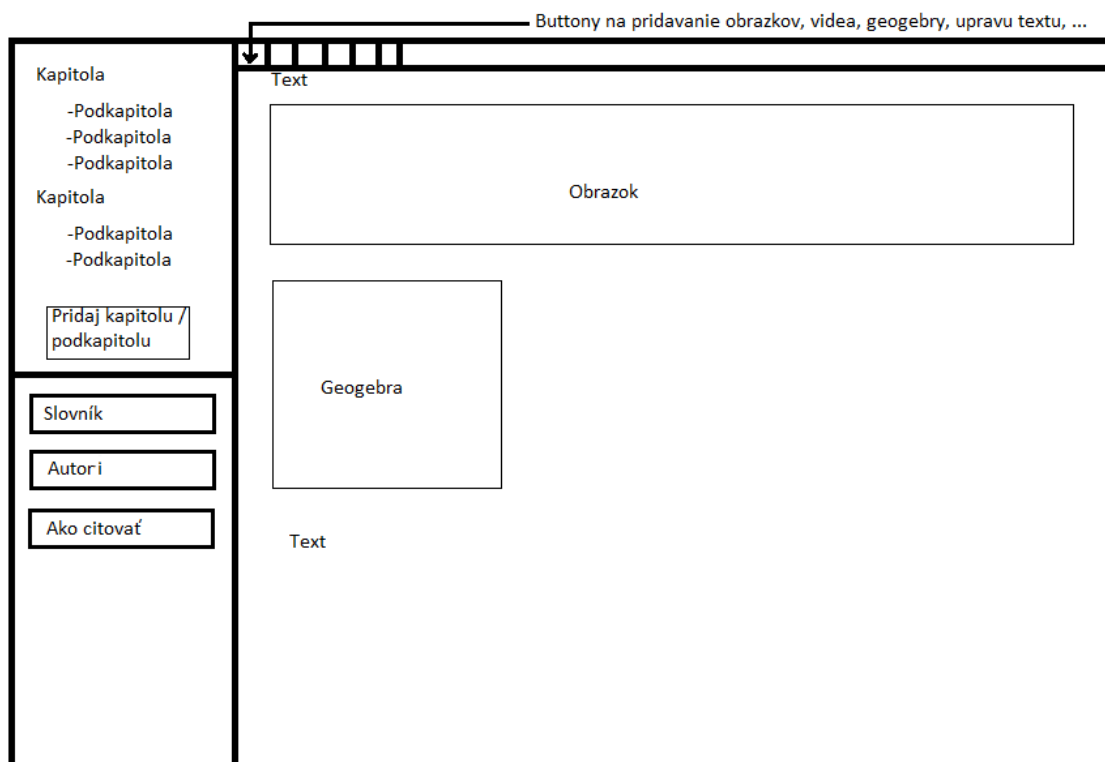 Buttony na pridavanie obrazkov, videa, geogebry, upravu textu, ...
Kapitola
-Podkapitola
-Podkapitola
-Podkapitola
Kapitola
-Podkapitola
-Podkapitola
Pridaj kapitolu /
podkapitolu
Slovník
Autori
Ako citovať
Text
Obrazok
Geogebra
Text